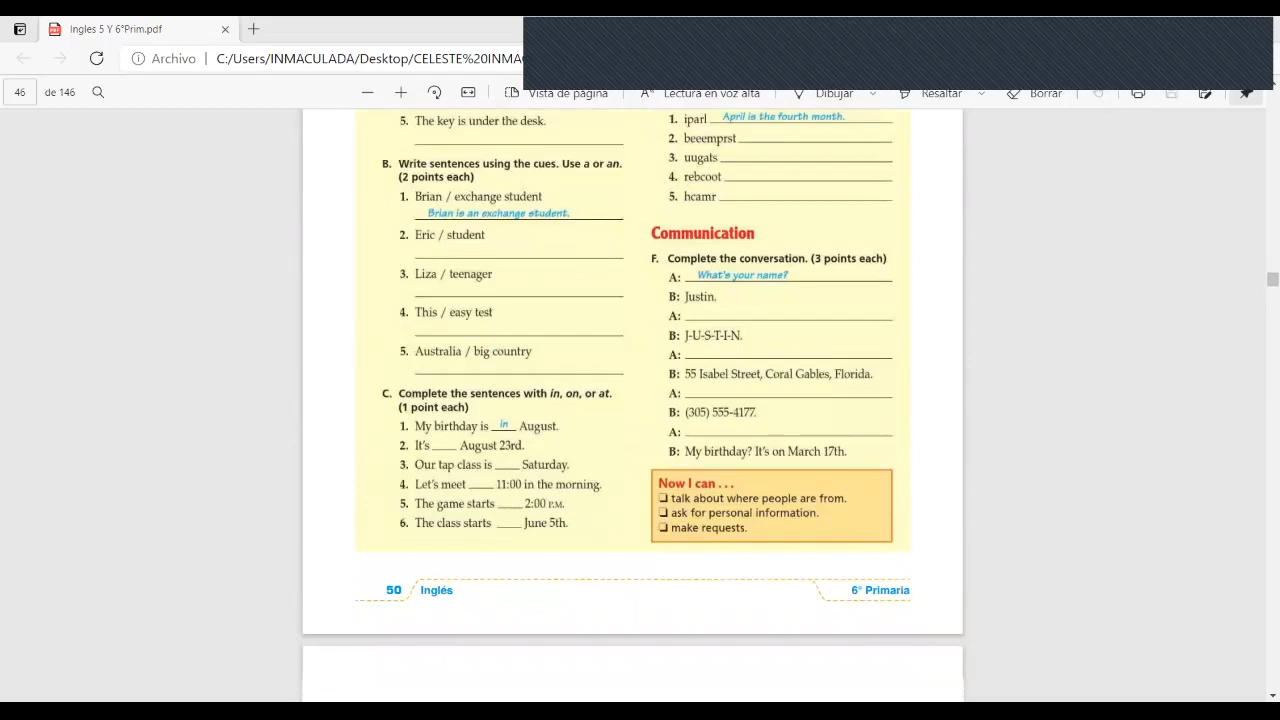 Ingles 5 Y 6°Prim.pdf
Archivo
C:/Users/INMACULADA/Desktop/CELESTE%20INMA
46
de 146
Vista de página
Lectura en voz alta
Dibujar
Resaltar
Borrar
5. The key is under the desk.
B. Write sentences using the cues. Use a or an.
(2 points each)
1. Brian / exchange student
Brian is an exchange student.
2. Eric / student
3. Liza / teenager
4. This / easy test
5. Australia / big country
C. Complete the sentences with in, on, or at.
(1 point each)
1. My birthday is in August.
2. It's ____ August 23rd.
3. Our tap class is ____ Saturday.
4. Let's meet ____ 11:00 in the morning.
5. The game starts ____ 2:00 P.M.
6. The class starts ____ June 5th.
1. iparl April is the fourth month.
2. beeemprst
3. uugats
4. rebcoot
5. hcamr
Communication
F. Complete the conversation. (3 points each)
A: What's your name?
B: Justin.
A:
B: J-U-S-T-I-N.
A:
B: 55 Isabel Street, Coral Gables, Florida.
A:
B: (305) 555-4177.
A:
B: My birthday? It's on March 17th.
Now I can . . .
❏ talk about where people are from.
❏ ask for personal information.
❏ make requests.
50 Inglés
6° Primaria